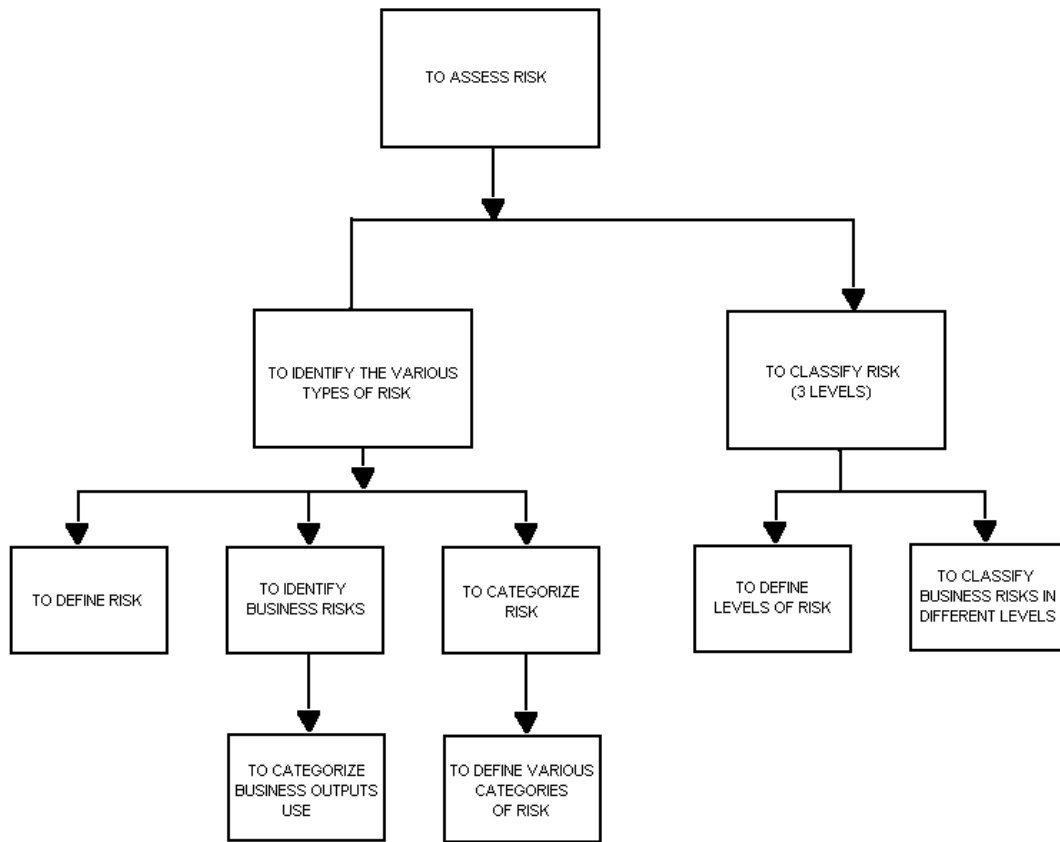 TO ASSESS RISK
TO IDENTIFY THE VARIOUS
TYPES OF RISK
TO CLASSIFY RISK
(3 LEVELS)
TO DEFINE RISK
TO IDENTIFY
BUSINESS RISKS
TO CATEGORIZE
RISK
TO DEFINE
LEVELS OF RISK
TO CLASSIFY
BUSINESS RISKS IN
DIFFERENT LEVELS
TO CATEGORIZE
BUSINESS OUTPUTS
USE
TO DEFINE VARIOUS
CATEGORIES
OF RISK